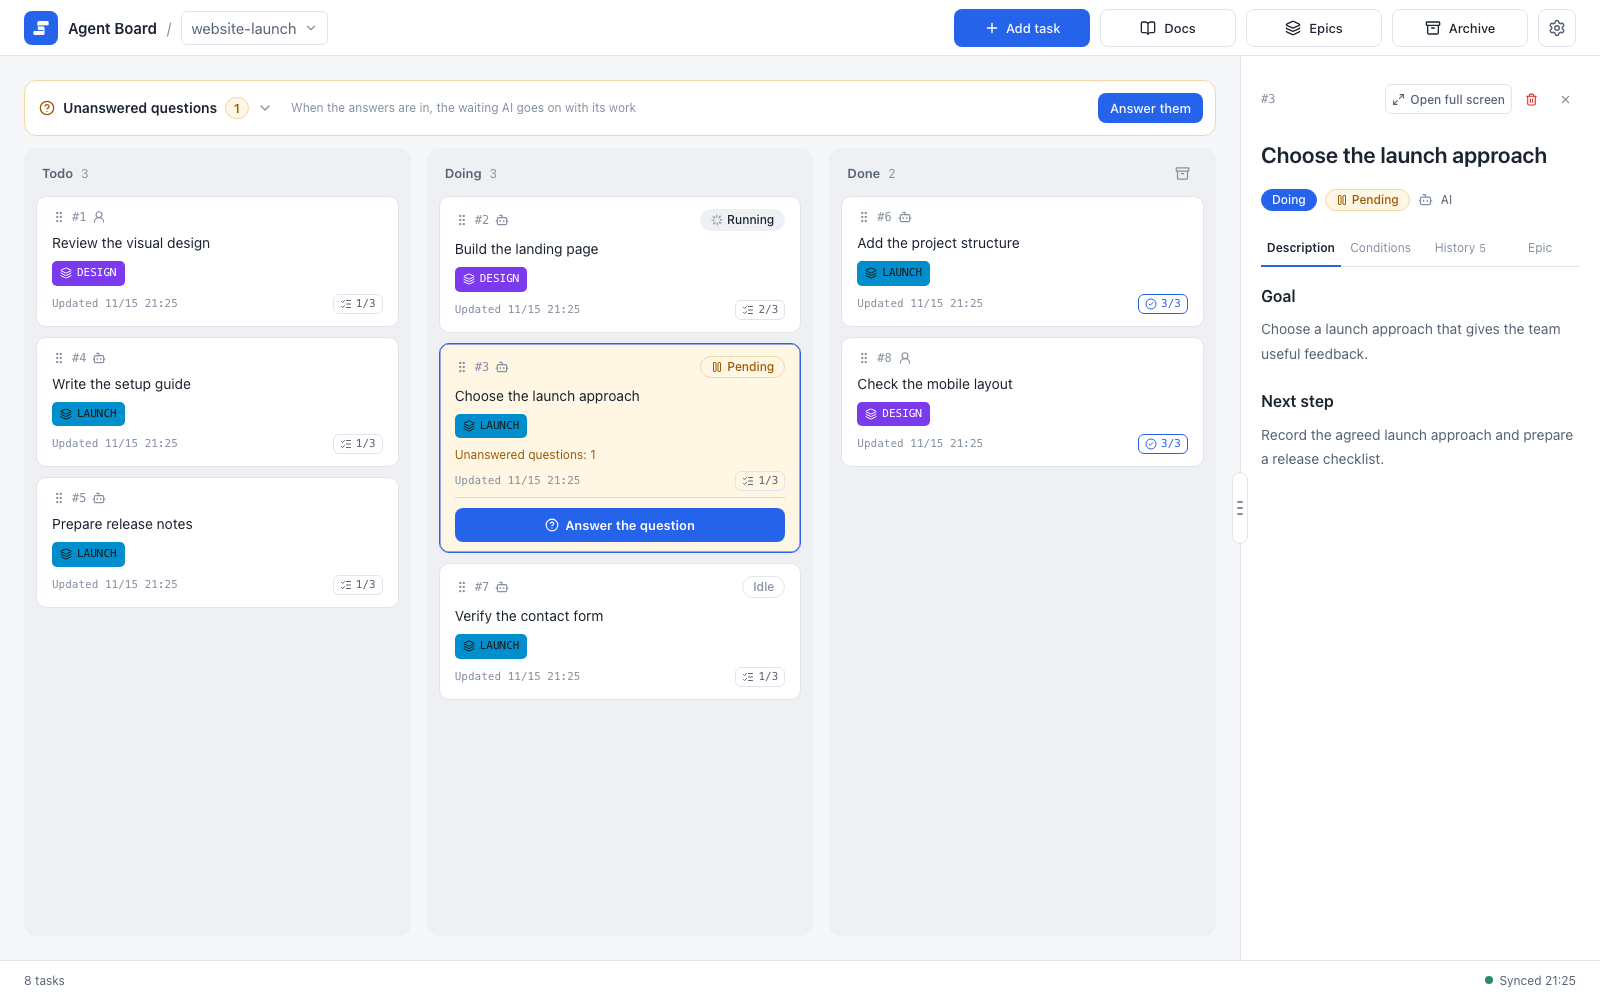 Agent Board / website-launch
Add task
Docs
Epics
Archive
Unanswered questions 1
When the answers are in, the waiting AI goes on with its work
Answer them
Todo 3
#1
Review the visual design
DESIGN
Updated 11/15 21:25
1/3
#4
Write the setup guide
LAUNCH
Updated 11/15 21:25
1/3
#5
Prepare release notes
LAUNCH
Updated 11/15 21:25
1/3
Doing 3
#2
Running
Build the landing page
DESIGN
Updated 11/15 21:25
2/3
#3
Pending
Choose the launch approach
LAUNCH
Unanswered questions: 1
Updated 11/15 21:25
1/3
Answer the question
#7
Idle
Verify the contact form
LAUNCH
Updated 11/15 21:25
1/3
Done 2
#6
Add the project structure
LAUNCH
Updated 11/15 21:25
3/3
#8
Check the mobile layout
DESIGN
Updated 11/15 21:25
3/3
#3
Open full screen
Choose the launch approach
Doing
Pending
AI
Description
Conditions
History 5
Epic
Goal
Choose a launch approach that gives the team
useful feedback.
Next step
Record the agreed launch approach and prepare
a release checklist.
8 tasks
Synced 21:25